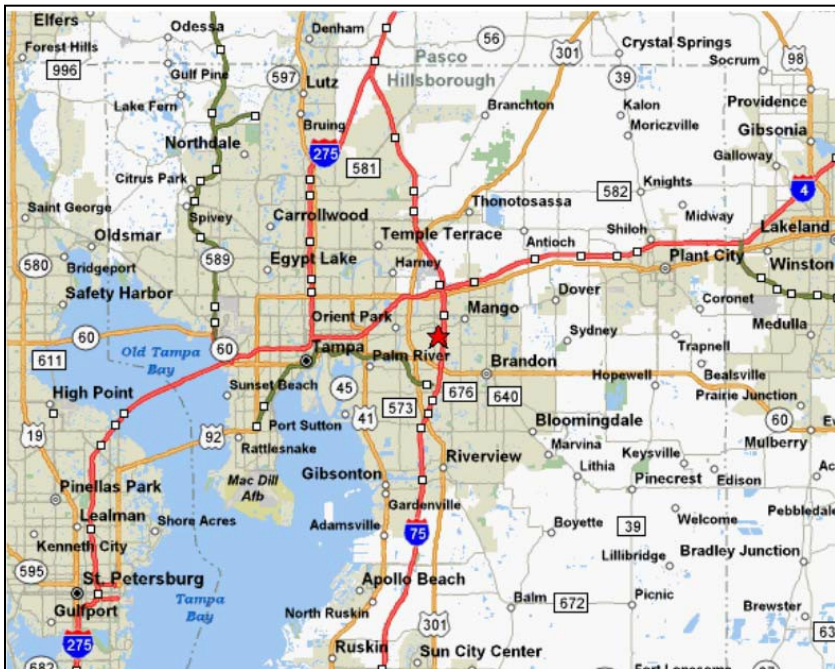 Elfers
Odessa
Denham
56
301
Crystal Springs
98
Forest Hills
996
Gulf Pine
597
Lutz
Pasco
Hillsborough
39
Socrum
Lake Fern
Bruing
Branchton
Kalon
Providence
Northdale
275
Moriczville
Gibsonia
581
Galloway
Citrus Park
582
Knights
4
Saint George
Spivey
Carrollwood
Thonotosassa
Midway
Oldsmar
Temple Terrace
Antioch
Shiloh
Lakeland
580
Bridgeport
589
Egypt Lake
Harney
Plant City
Winston
Safety Harbor
Dover
Coronet
Orient Park
Mango
Medulla
60
Old Tampa
Bay
60
Tampa
Palm River
Sydney
Trapnell
611
Brandon
Bealsville
High Point
Sunset Beach
45
676
640
Hopewell
Prairie Junction
19
92
Port Sutton
41
573
Bloomingdale
60
Rattlesnake
Marvina
Keysville
Mulberry
Mac Dill
Afb
Gibsonton
Riverview
Lithia
Edison
Pinellas Park
Gardenville
Pinecrest
Lealman
Shore Acres
Adamsville
75
Boyette
39
Welcome
Pebbledal
Kenneth City
Lillibridge
Bradley Junction
595
St. Petersburg
Tampa
Bay
Apollo Beach
Gulfport
North Ruskin
301
Balm
672
Picnic
Brewster
275
Ruskin
Sun City Center
682
Fort Lonesome